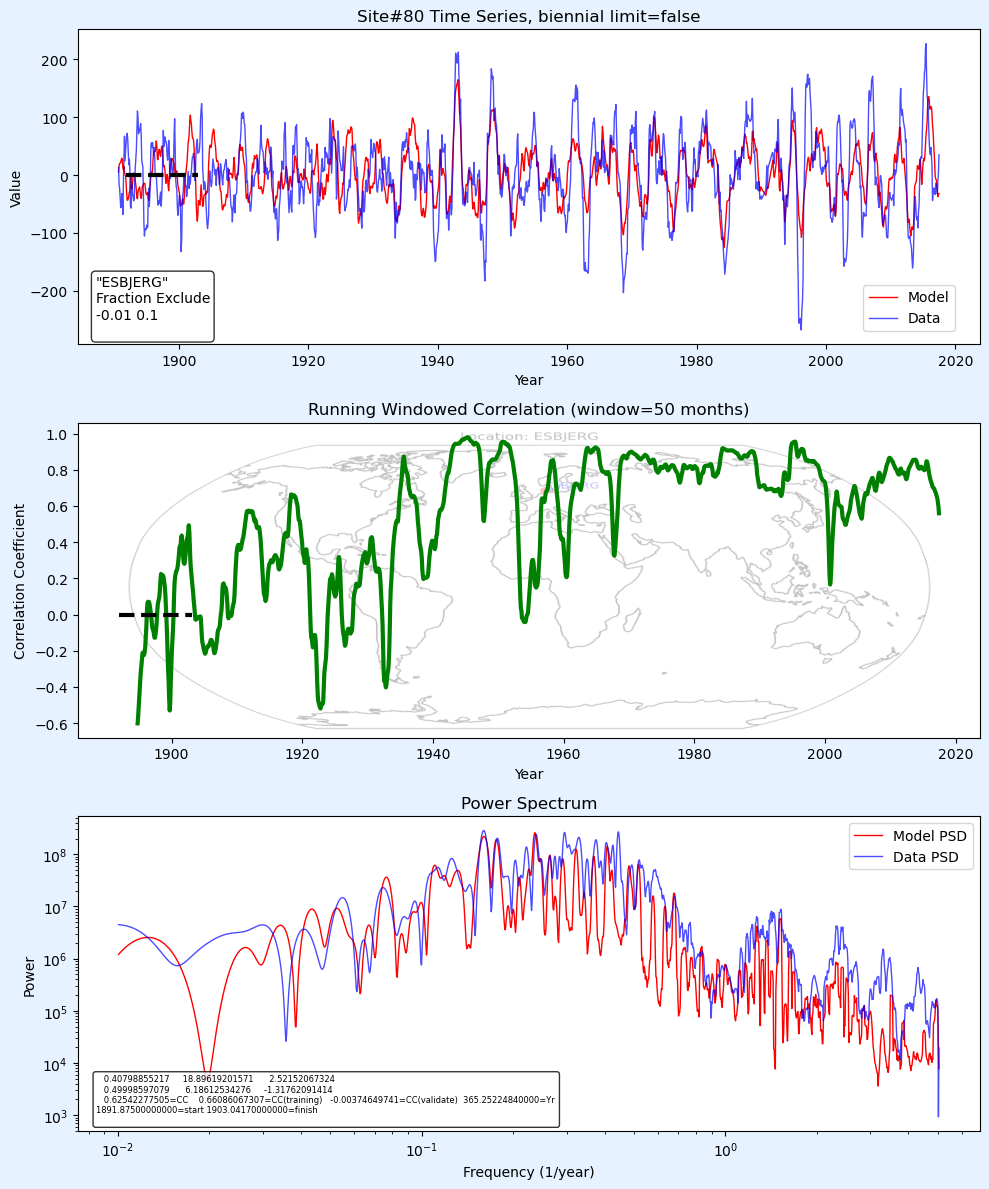 Site#80 Time Series, biennial limit=false
200
100
0
−100
−200
Value
"ESBJERG"
Fraction Exclude
-0.01 0.1
Model
Data
1900
1920
1940
1960
1980
2000
2020
Year
Running Windowed Correlation (window=50 months)
Location: ESBJERG
1.0
0.8
0.6
0.4
0.2
0.0
−0.2
−0.4
−0.6
Correlation Coefficient
1900
1920
1940
1960
1980
2000
2020
Year
Power Spectrum
Model PSD
Data PSD
10⁸
10⁷
10⁶
10⁵
10⁴
10³
Power
0.40798855217 18.89619201571 2.52152067324
0.49998597079 6.18612534276 -1.31762091414
0.62542277505=CC 0.66086067307=CC(training) -0.00374649741=CC(validate) 365.25224840000=Yr
1891.87500000000=start 1903.04170000000=finish
10⁻²
10⁻¹
10⁰
Frequency (1/year)